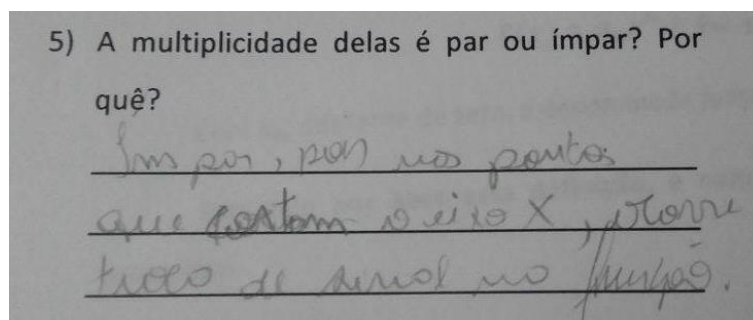 5) A multiplicidade delas é par ou ímpar? Por
quê?
Ímpar, pois nos pontos
que cortam o eixo X, ocorre
troca de sinal na função.